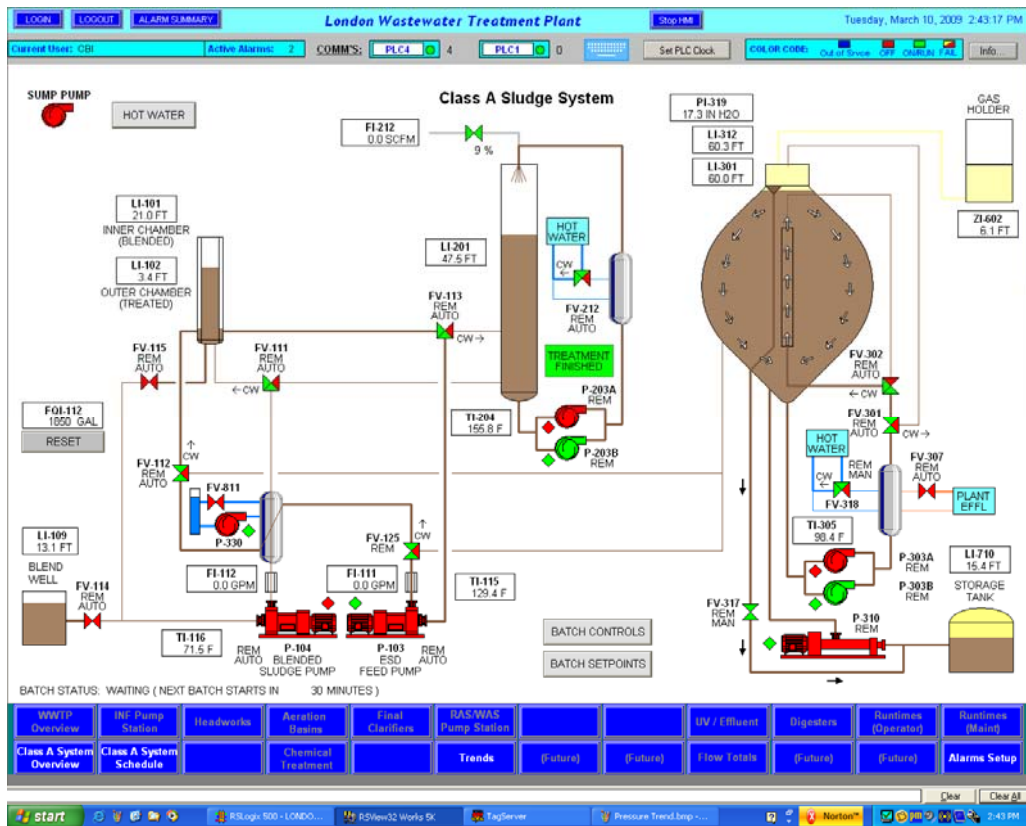 LOGIN LOGOUT ALARM SUMMARY London Wastewater Treatment Plant Stop HMI Tuesday, March 10, 2009 2:43:17 PM
Current User: CBI Active Alarms: 2 COMM'S: PLC4 4 PLC1 0 Set PLC Clock COLOR CODE: Out of Srvce OFF ON/RUN FAIL Info...
SUMP PUMP
HOT WATER
Class A Sludge System
FI-212
0.0 SCFM
9 %
PI-319
17.3 IN H2O
LI-312
60.3 FT
LI-301
60.0 FT
GAS
HOLDER
ZI-602
6.1 FT
LI-101
21.0 FT
INNER CHAMBER
(BLENDED)
LI-102
3.4 FT
OUTER CHAMBER
(TREATED)
LI-201
47.5 FT
HOT
WATER
CW
FV-212
REM
AUTO
FV-113
REM
AUTO
CW
FV-115
REM
AUTO
FV-111
REM
AUTO
CW
TREATMENT
FINISHED
P-203A
REM
P-203B
REM
TI-204
155.8 F
FV-302
REM
AUTO
CW
FV-301
REM
AUTO
CW
FQI-112
1850 GAL
RESET
CW
FV-112
REM
AUTO
FV-811
P-330
HOT
WATER
CW
REM
MAN
FV-318
FV-307
REM
AUTO
PLANT
EFFL
TI-305
98.4 F
P-303A
REM
P-303B
REM
LI-109
13.1 FT
BLEND
WELL
FV-114
REM
AUTO
FV-125
REM
CW
FI-112
0.0 GPM
FI-111
0.0 GPM
TI-115
129.4 F
TI-116
71.5 F
REM
AUTO
P-104
BLENDED
SLUDGE PUMP
P-103
ESD
FEED PUMP
REM
AUTO
FV-317
REM
MAN
P-310
REM
LI-710
15.4 FT
STORAGE
TANK
BATCH CONTROLS
BATCH SETPOINTS
BATCH STATUS: WAITING ( NEXT BATCH STARTS IN 30 MINUTES )
WWTP Overview INF Pump Station Headworks Aeration Basins Final Clarifiers RAS/WAS Pump Station UV / Effluent Digesters Runtimes (Operator) Runtimes (Maint)
Class A System Overview Class A System Schedule Chemical Treatment Trends (Future) (Future) Flow Totals (Future) (Future) Alarms Setup
Clear Clear All
start RSLogix 500 - LONDO... RSView32 Works 5K TagServer Pressure Trend.bmp -... Norton™ 2:43 PM